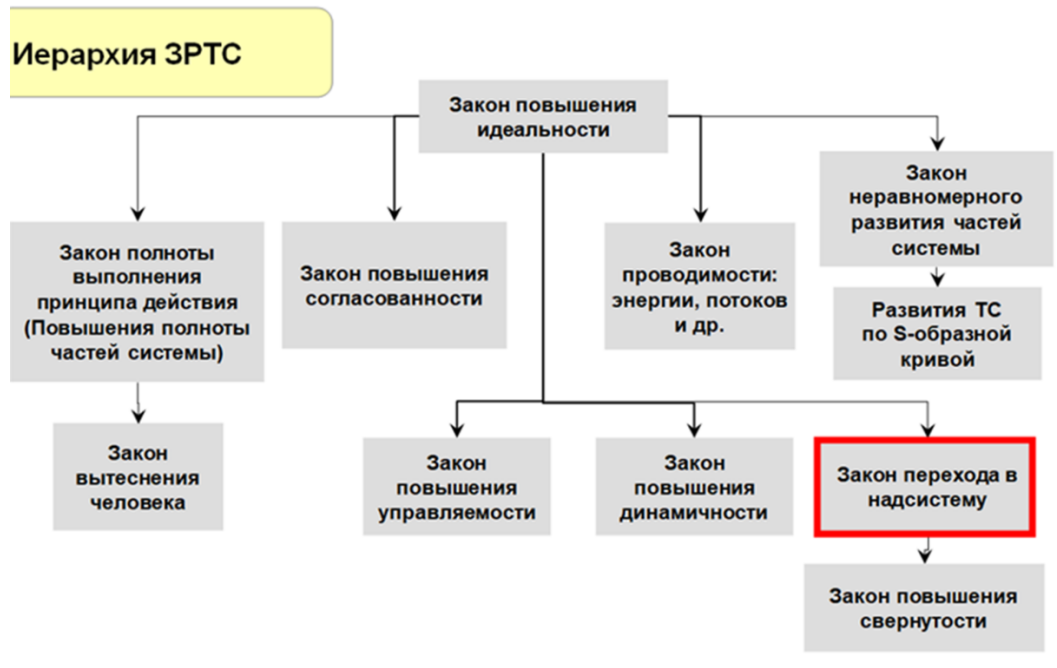 Иерархия ЗРТС
Закон повышения
идеальности
Закон полноты
выполнения
принципа действия
(Повышения полноты
частей системы)
Закон повышения
согласованности
Закон
проводимости:
энергии, потоков
и др.
Закон
неравномерного
развития частей
системы
Развития ТС
по S-образной
кривой
Закон
вытеснения
человека
Закон
повышения
управляемости
Закон
повышения
динамичности
Закон перехода в
надсистему
Закон повышения
свернутости